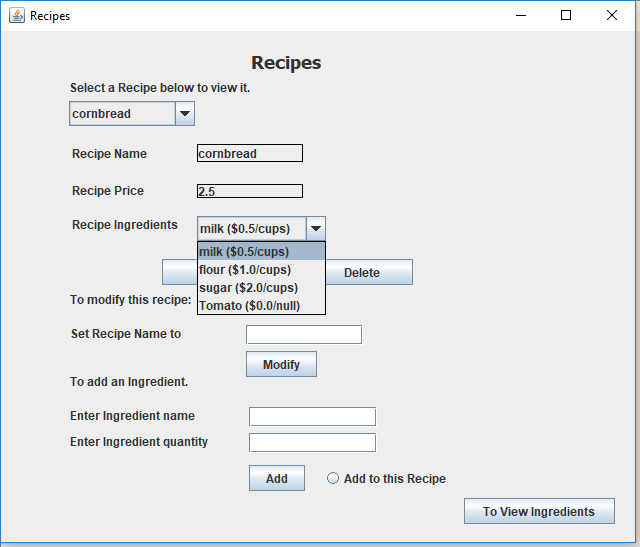 Recipes
Recipes
Select a Recipe below to view it.
cornbread
Recipe Name cornbread
Recipe Price 2.5
Recipe Ingredients milk ($0.5/cups)
milk ($0.5/cups)
flour ($1.0/cups)
sugar ($2.0/cups)
Tomato ($0.0/null)
Delete
To modify this recipe:
Set Recipe Name to
Modify
To add an Ingredient.
Enter Ingredient name
Enter Ingredient quantity
Add Add to this Recipe
To View Ingredients